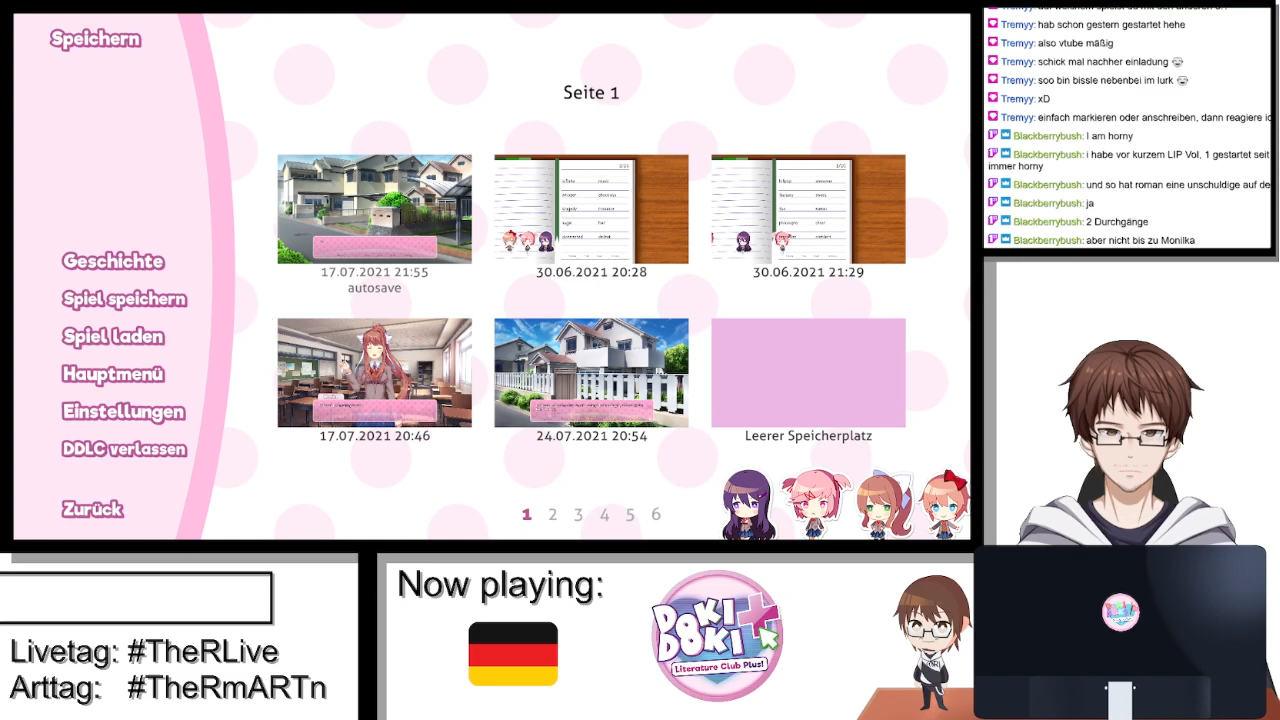 Speichern
Seite 1
17.07.2021 21:55
autosave
30.06.2021 20:28
30.06.2021 21:29
17.07.2021 20:46
24.07.2021 20:54
Leerer Speicherplatz
Geschichte
Spiel speichern
Spiel laden
Hauptmenü
Einstellungen
DDLC verlassen
Zurück
1 2 3 4 5 6
Tremyy: hab schon gestern gestartet hehe
Tremyy: also vtube mäßig
Tremyy: schick mal nachher einladung
Tremyy: soo bin bissle nebenbei im lurk
Tremyy: xD
Tremyy: einfach markieren oder anschreiben, dann reagiere
Blackberrybush: I am horny
Blackberrybush: i habe vor kurzem LIP Vol, 1 gestartet seit
immer horny
Blackberrybush: und so hat roman eine unschuldige auf
Blackberrybush: ja
Blackberrybush: 2 Durchgänge
Blackberrybush: aber nicht bis zu Monilka
Livetag: #TheRLive
Arttag: #TheRmARTn
Now playing:
DOKI
DOKI
Literature Club Plus!